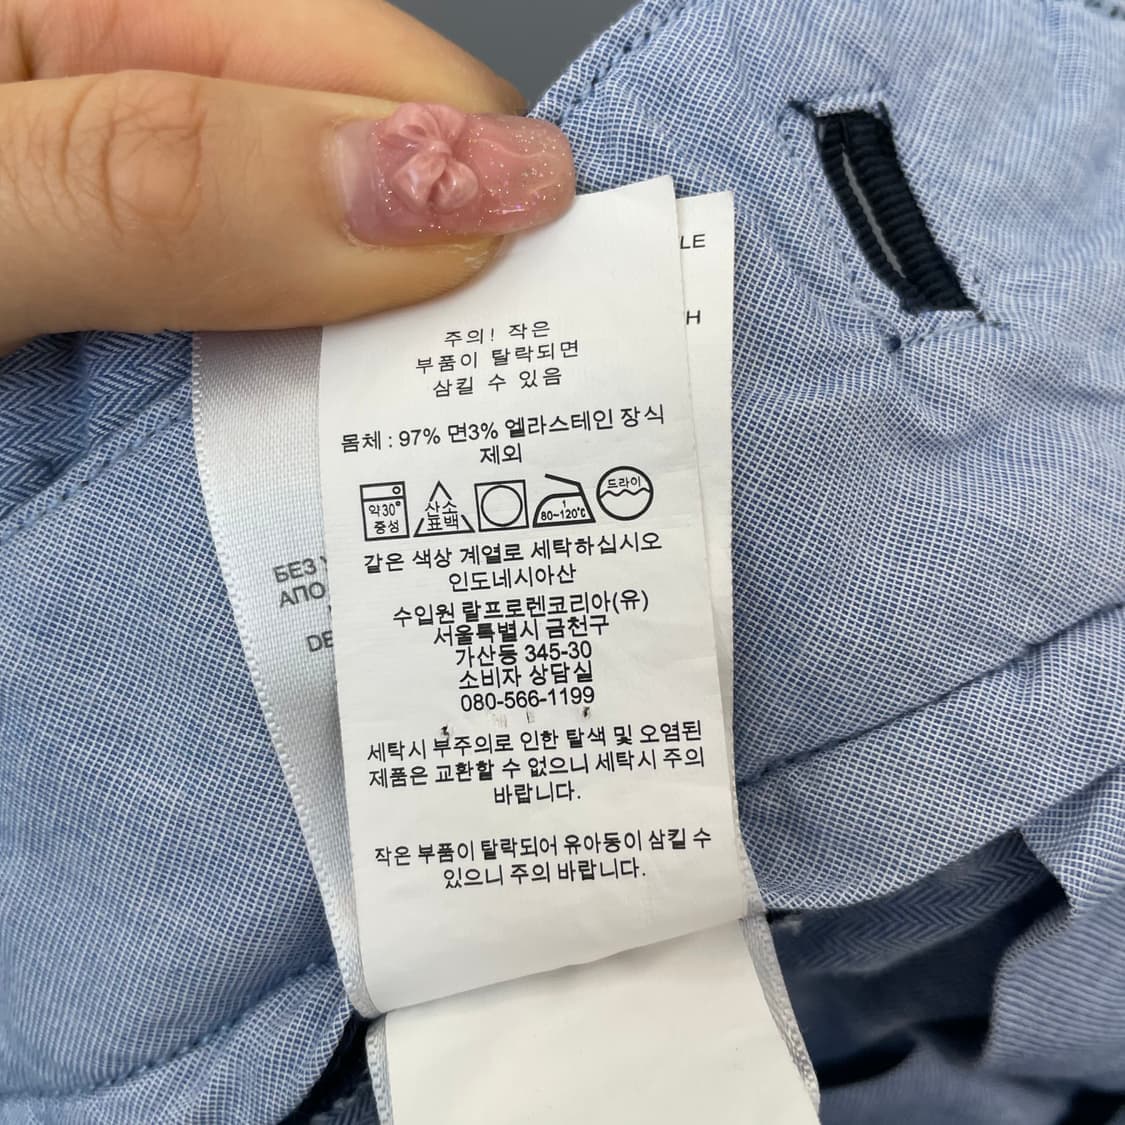 주의! 작은
부품이 탈락되면
삼킬 수 있음
몸체 : 97% 면3% 엘라스테인 장식
제외
약30°
중성
산소
표백
1
80~120℃
드라이
같은 색상 계열로 세탁하십시오
인도네시아산
수입원 랄프로렌코리아(유)
서울특별시 금천구
가산동 345-30
소비자 상담실
080-566-1199
세탁시 부주의로 인한 탈색 및 오염된
제품은 교환할 수 없으니 세탁시 주의
바랍니다.
작은 부품이 탈락되어 유아동이 삼킬 수
있으니 주의 바랍니다.
LE
H
БЕЗ
АПО
DE